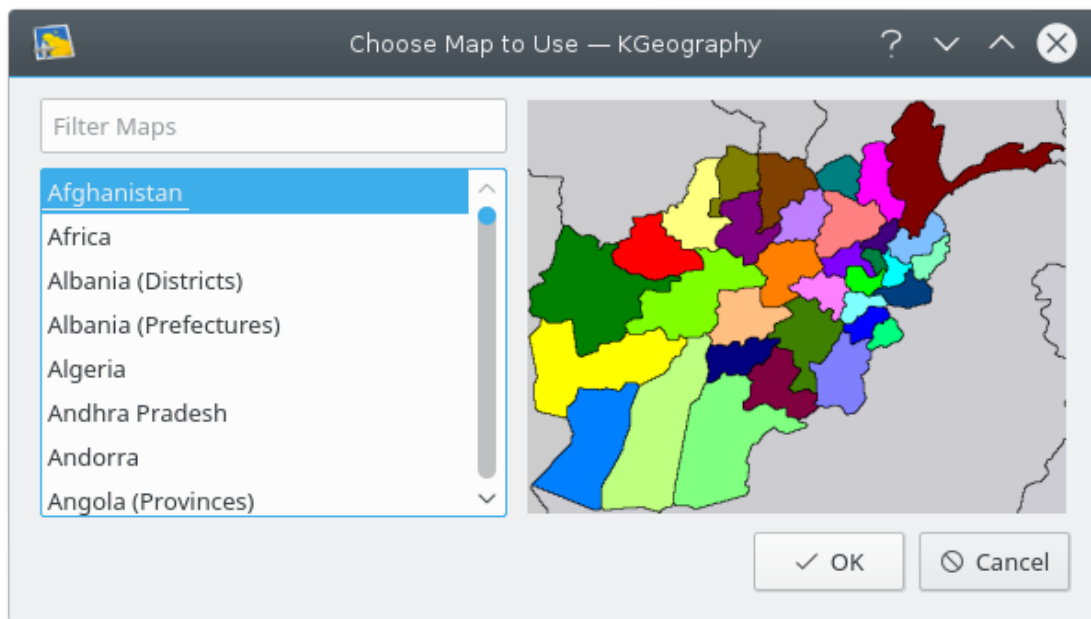 Choose Map to Use — KGeography
Filter Maps
Afghanistan
Africa
Albania (Districts)
Albania (Prefectures)
Algeria
Andhra Pradesh
Andorra
Angola (Provinces)
OK
Cancel